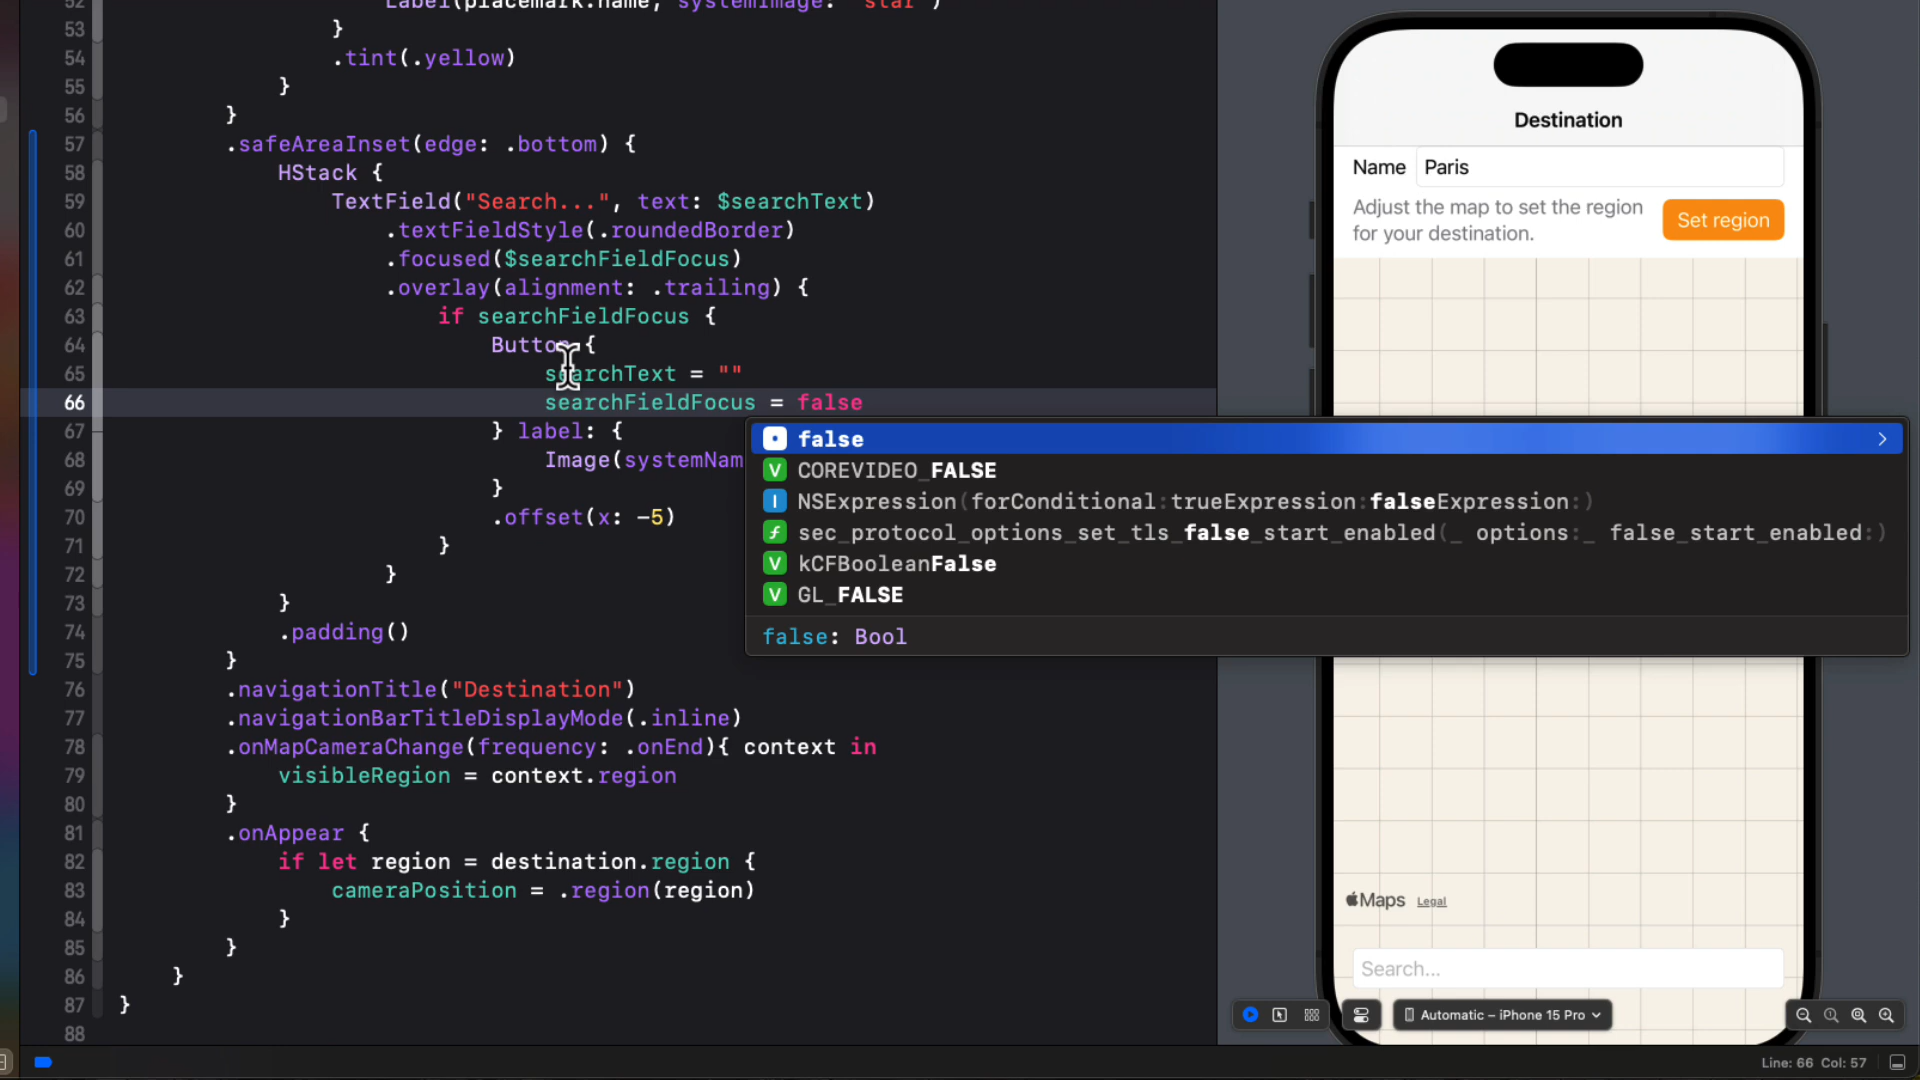 52 Label(placemark.name, systemImage: "star")
53 }
54 .tint(.yellow)
55 }
56 }
57 .safeAreaInset(edge: .bottom) {
58 HStack {
59 TextField("Search...", text: $searchText)
60 .textFieldStyle(.roundedBorder)
61 .focused($searchFieldFocus)
62 .overlay(alignment: .trailing) {
63 if searchFieldFocus {
64 Button {
65 searchText = ""
66 searchFieldFocus = false
67 } label: {
68 Image(systemNam
69 }
70 .offset(x: -5)
71 }
72 }
73 }
74 .padding()
75 }
76 .navigationTitle("Destination")
77 .navigationBarTitleDisplayMode(.inline)
78 .onMapCameraChange(frequency: .onEnd){ context in
79 visibleRegion = context.region
80 }
81 .onAppear {
82 if let region = destination.region {
83 cameraPosition = .region(region)
84 }
85 }
86 }
87 }
88
false
V COREVIDEO_FALSE
I NSExpression(forConditional:trueExpression:falseExpression:)
f sec_protocol_options_set_tls_false_start_enabled(_ options:_ false_start_enabled:)
V kCFBooleanFalse
V GL_FALSE
false: Bool
Destination
Name Paris
Adjust the map to set the region
for your destination.
Set region
Maps Legal
Search...
Automatic – iPhone 15 Pro
Line: 66 Col: 57